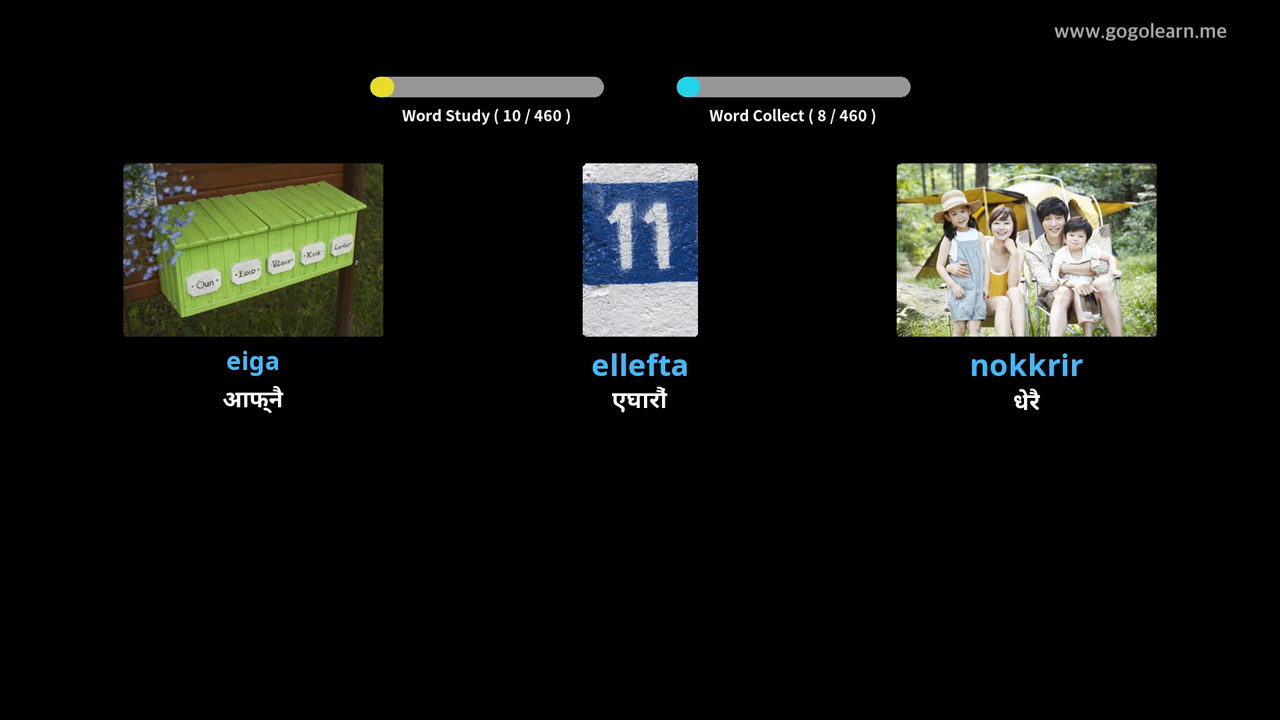 www.gogolearn.me
Word Study ( 10 / 460 )
Word Collect ( 8 / 460 )
11
eiga
ellefta
nokkrir
आफ्नै
एघारौं
धेरै